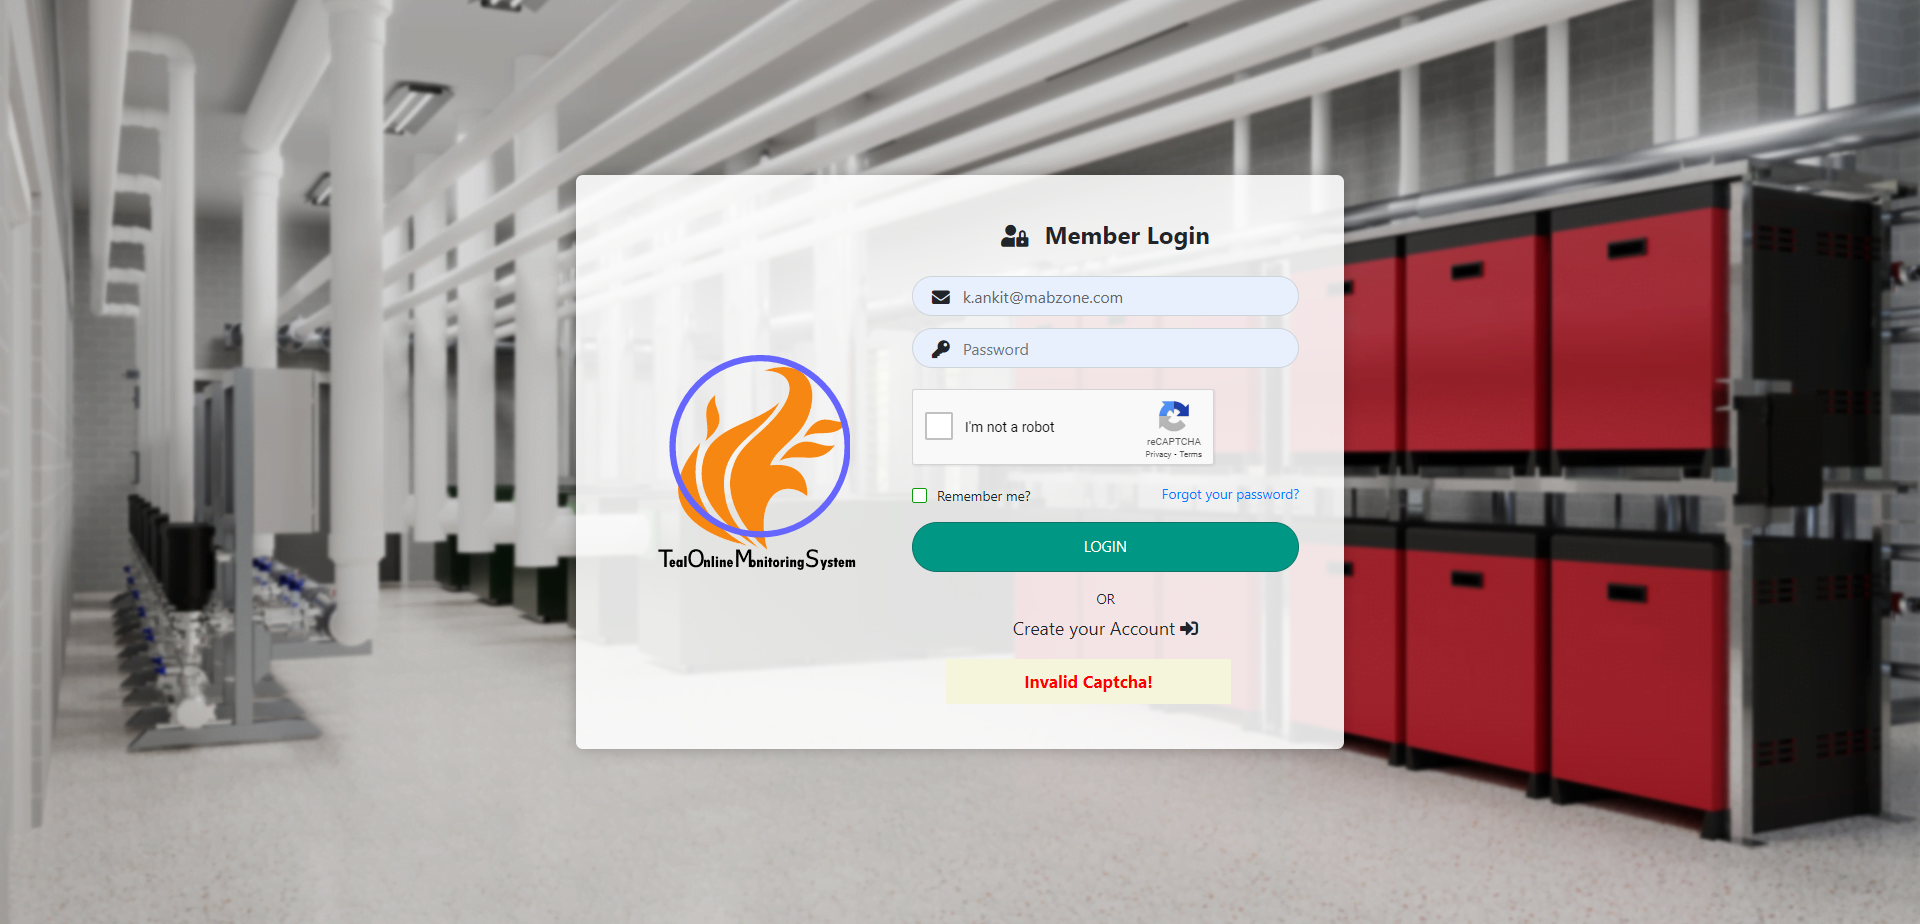 Member Login
k.ankit@mabzone.com
Password
I'm not a robot
reCAPTCHA
Privacy - Terms
Remember me?
Forgot your password?
LOGIN
OR
Create your Account
Invalid Captcha!
TealOnlineMonitoringSystem